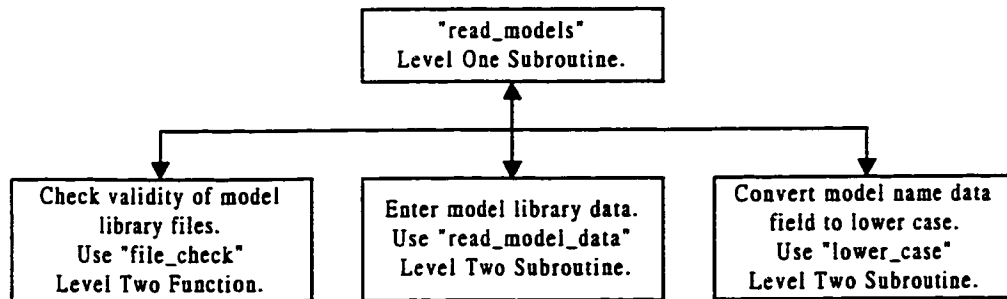 "read_models"
Level One Subroutine.
Check validity of model
library files.
Use "file_check"
Level Two Function.
Enter model library data.
Use "read_model_data"
Level Two Subroutine.
Convert model name data
field to lower case.
Use "lower_case"
Level Two Subroutine.